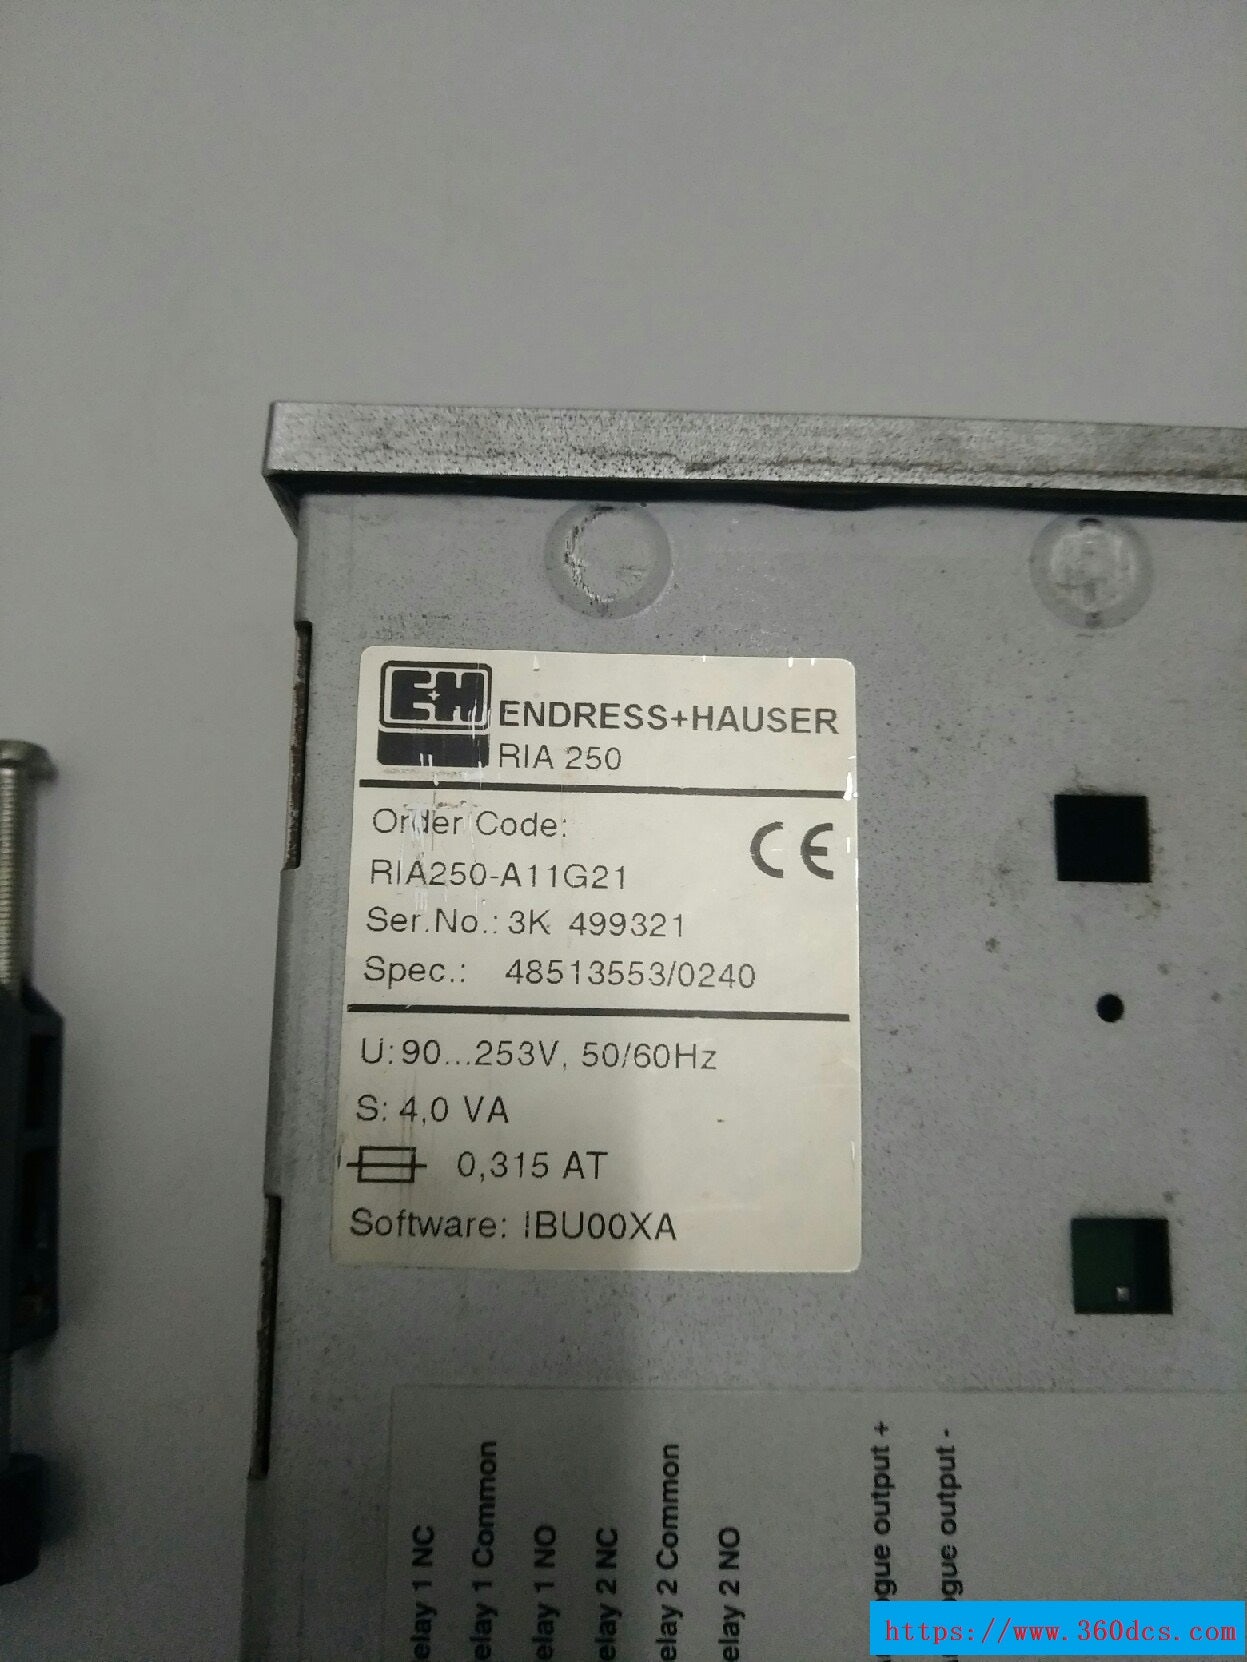 E+H
ENDRESS+HAUSER
RIA 250
Order Code:
RIA250-A11G21
Ser.No.: 3K 499321
Spec.: 48513553/0240
CE
U: 90...253V, 50/60Hz
S: 4,0 VA
0,315 AT
Software: IBU00XA
elay 1 NC
elay 1 Common
elay 1 NO
elay 2 NC
elay 2 Common
elay 2 NO
ogue output +
ogue output -
https://www.360dcs.com